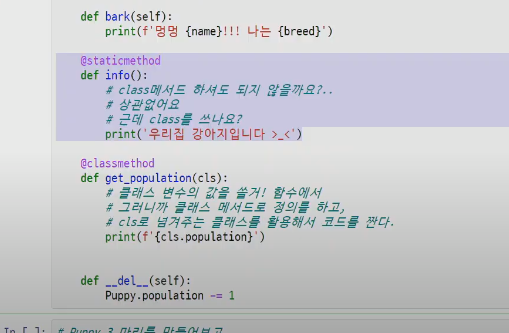 def bark(self):
print(f'멍멍 {name}!!! 나는 {breed}')
@staticmethod
def info():
# class메서드 하셔도 되지 않을까요?..
# 상관없어요
# 근데 class를 쓰나요?
print('우리집 강아지입니다 >_<')
@classmethod
def get_population(cls):
# 클래스 변수의 값을 쓸거! 함수에서
# 그러니까 클래스 메서드로 정의를 하고,
# cls로 넘겨주는 클래스를 활용해서 코드를 짠다.
print(f'{cls.population}')
def __del__(self):
Puppy.population -= 1
In [ ]: # Puppy 3 마리를 만들어보고